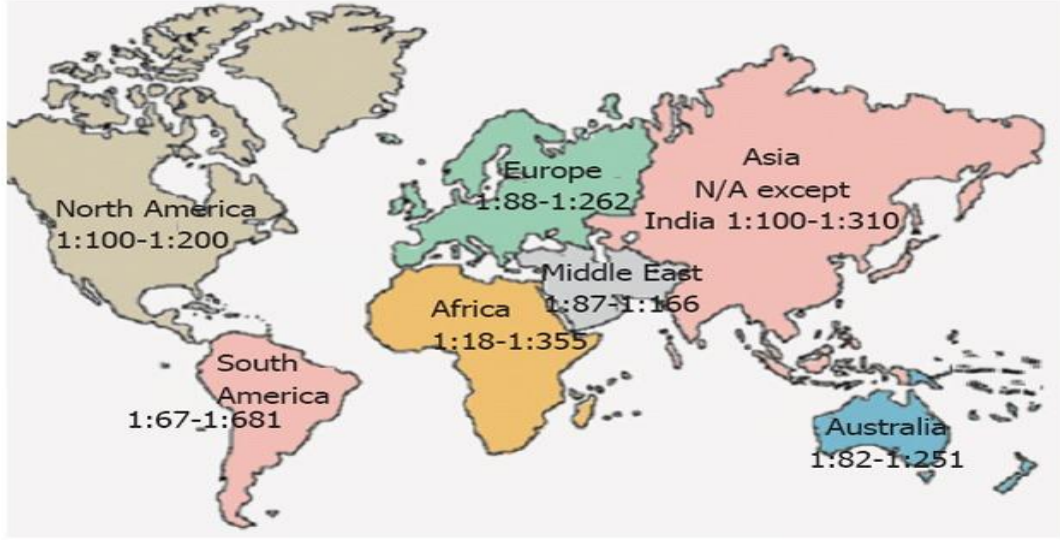 North America
1:100-1:200
Europe
1:88-1:262
Asia
N/A except
India 1:100-1:310
Middle East
1:87-1:166
Africa
1:18-1:355
South
America
1:67-1:681
Australia
1:82-1:251